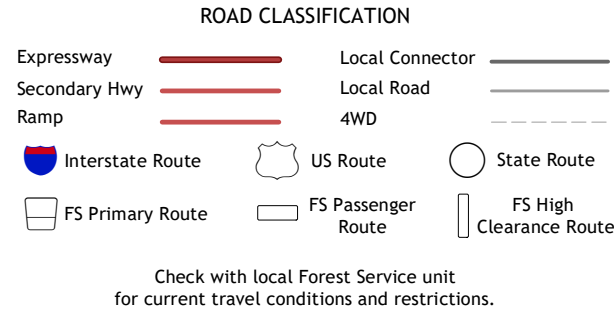 ROAD CLASSIFICATION
Expressway
Local Connector
Secondary Hwy
Local Road
Ramp
4WD
Interstate Route
US Route
State Route
FS Primary Route
FS Passenger
Route
FS High
Clearance Route
Check with local Forest Service unit
for current travel conditions and restrictions.